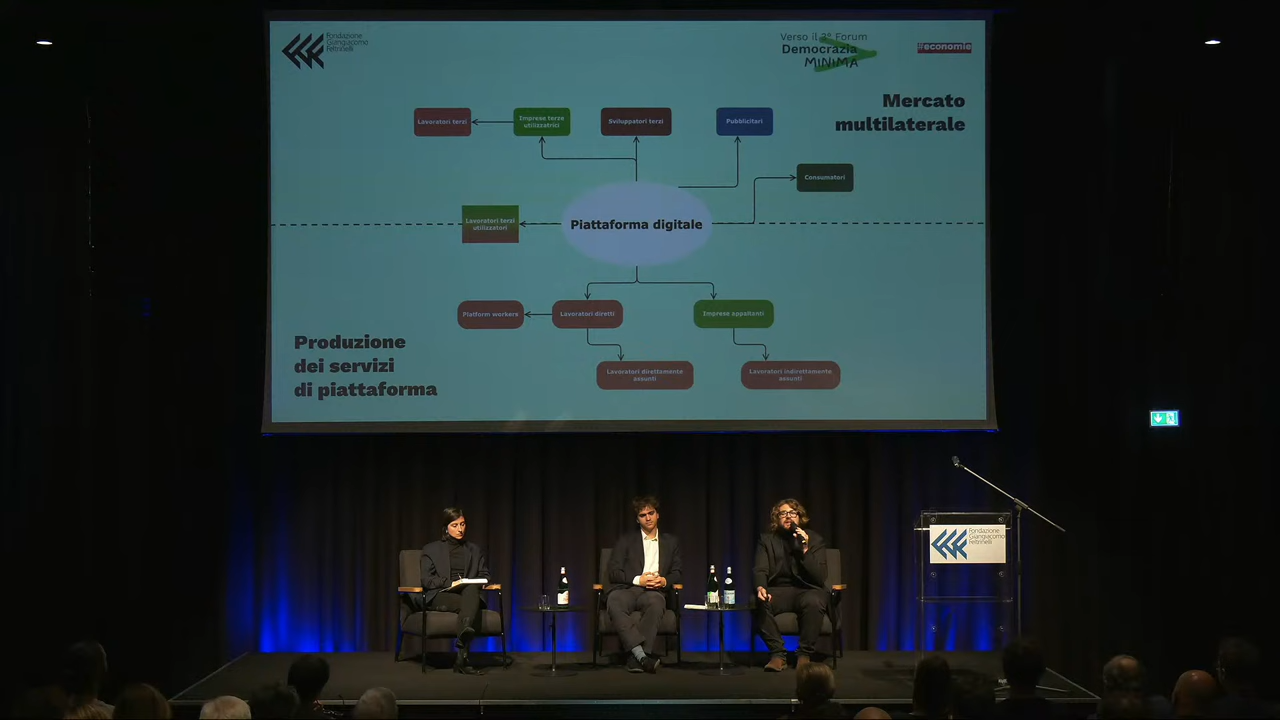 Fondazione
Giangiacomo
Feltrinelli
Verso il 3° Forum
Democrazia
MINIMA
#economie
Mercato
multilaterale
Lavoratori terzi
Imprese terze
utilizzatrici
Sviluppatori terzi
Pubblicitari
Consumatori
Lavoratori terzi
utilizzatori
Piattaforma digitale
Platform workers
Lavoratori diretti
Imprese appaltanti
Produzione
dei servizi
di piattaforma
Lavoratori direttamente
assunti
Lavoratori indirettamente
assunti
Fondazione
Giangiacomo
Feltrinelli